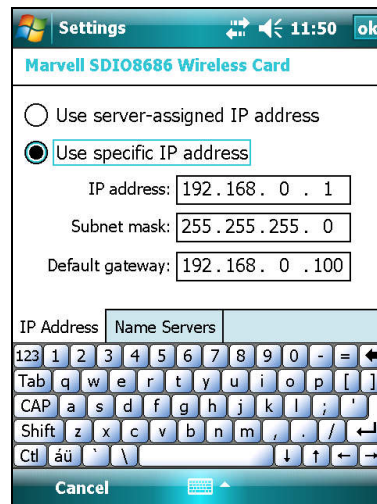 Settings 11:50 ok
Marvell SDIO8686 Wireless Card
Use server-assigned IP address
Use specific IP address
IP address: 192.168. 0 . 1
Subnet mask: 255.255.255. 0
Default gateway: 192.168. 0 .100
IP Address Name Servers
123 1 2 3 4 5 6 7 8 9 0 - = ←
Tab q w e r t y u i o p [ ]
CAP a s d f g h j k l ; '
Shift z x c v b n m , . / ↵
Ctl áü ` \ ↓ ↑ ← →
Cancel